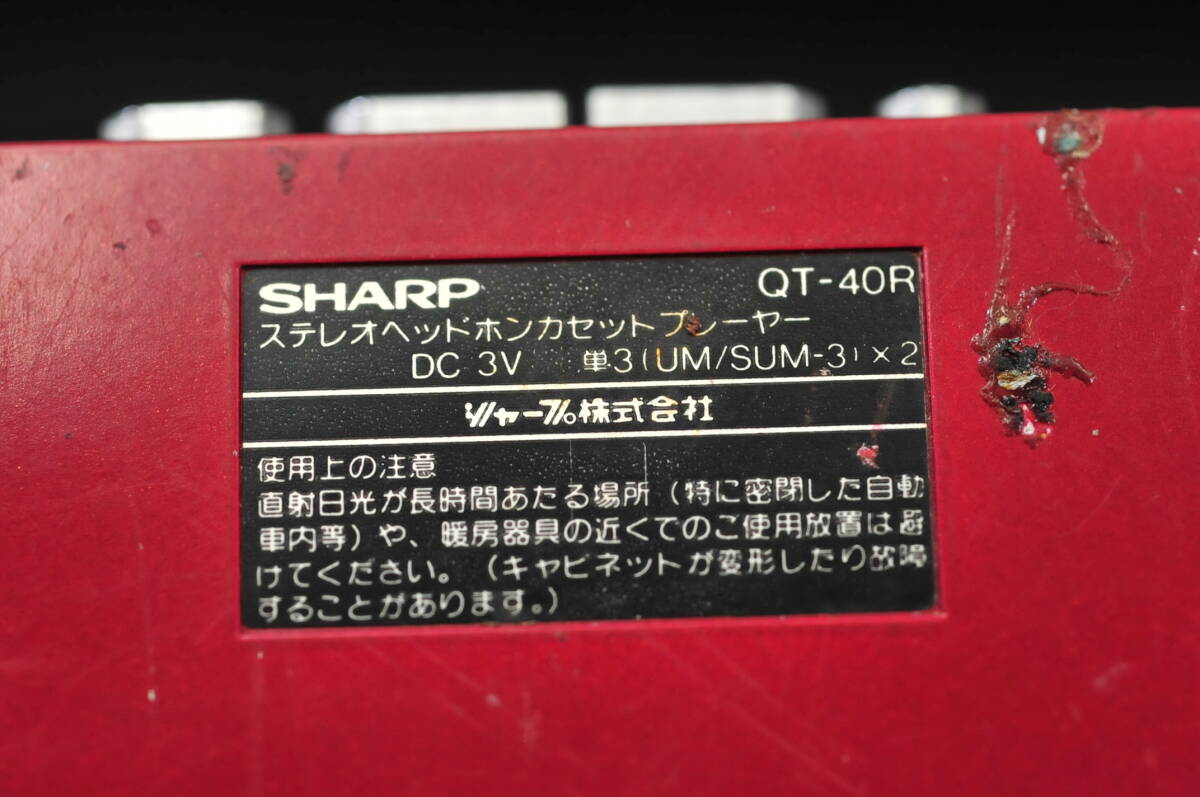 SHARP QT-40R
ステレオヘッドホンカセットプレーヤー
DC 3V 単3(UM/SUM-3)×2
シャープ株式会社
使用上の注意
直射日光が長時間あたる場所(特に密閉した自動
車内等)や、暖房器具の近くでのご使用放置は避
けてください。(キャビネットが変形したり故障
することがあります。)